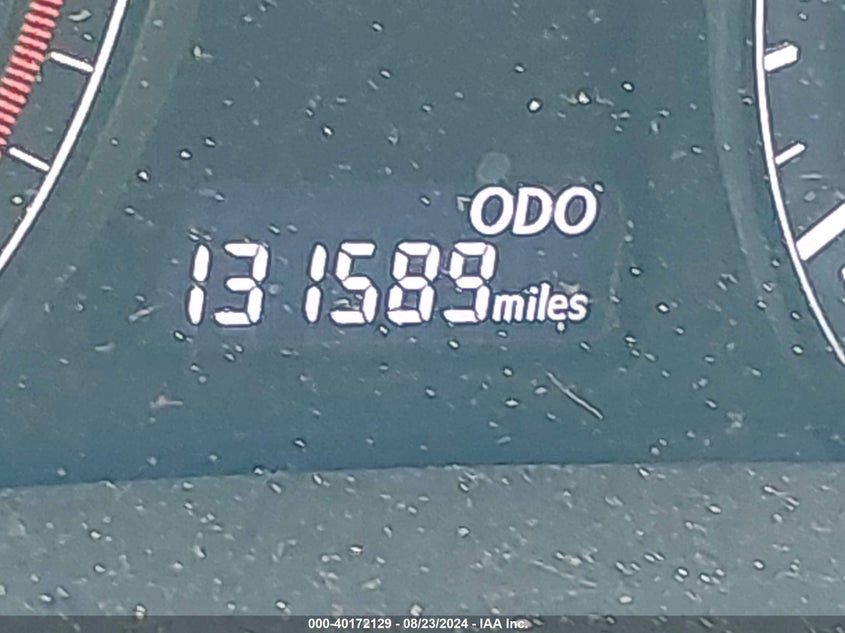 ODO
131589 miles
000-40172129 - 08/23/2024 - IAA Inc.